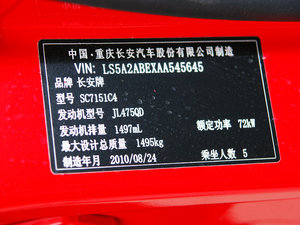 中国·重庆长安汽车股份有限公司制造
VIN: LS5A2ABEXAA545645
品牌 长安牌
型号 SC7151C4
发动机型号 JL475QD
发动机排量 1497mL 额定功率 72kW
最大设计总质量 1495kg
制造年月 2010/08/24 乘坐人数 5